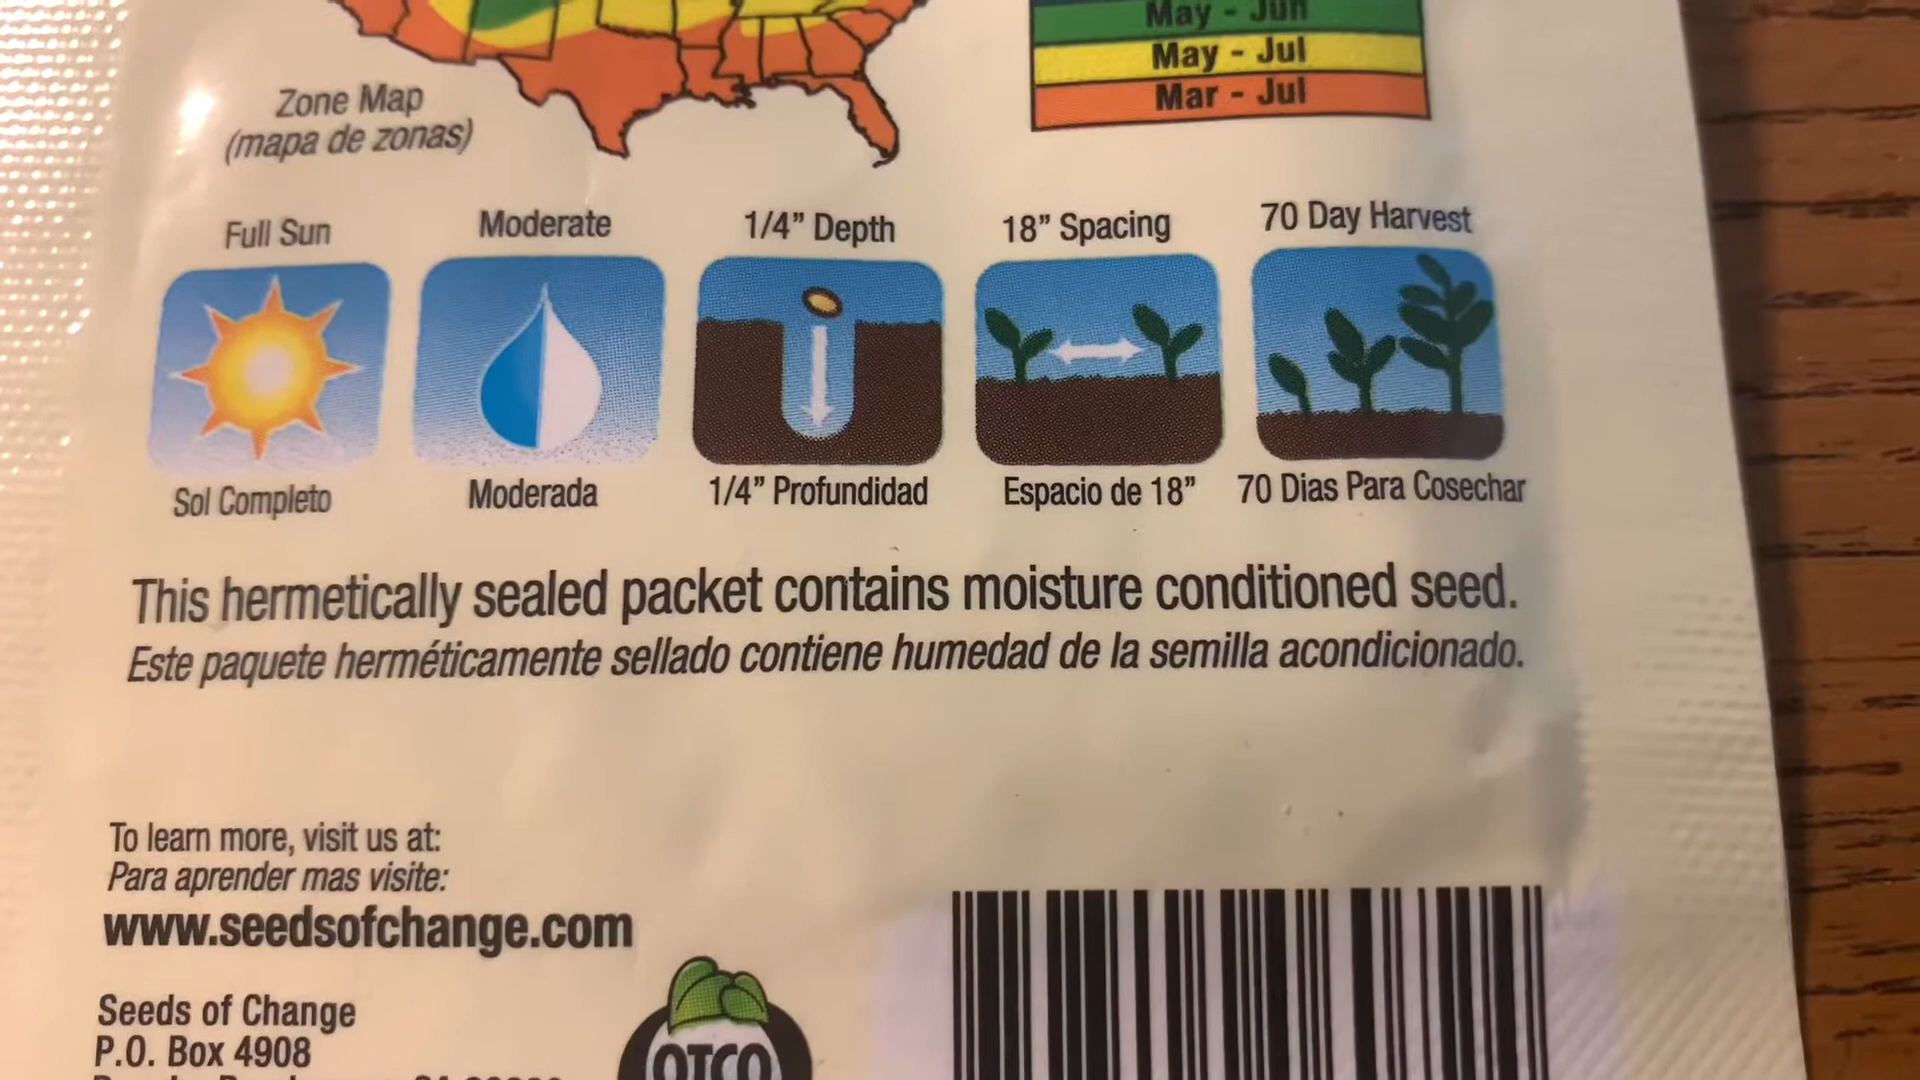 May - Jun
May - Jul
Mar - Jul
Zone Map
(mapa de zonas)
Full Sun
Moderate
1/4” Depth
18” Spacing
70 Day Harvest
Sol Completo
Moderada
1/4” Profundidad
Espacio de 18”
70 Dias Para Cosechar
This hermetically sealed packet contains moisture conditioned seed.
Este paquete herméticamente sellado contiene humedad de la semilla acondicionado.
To learn more, visit us at:
Para aprender mas visite:
www.seedsofchange.com
Seeds of Change
P.O. Box 4908
OTCO